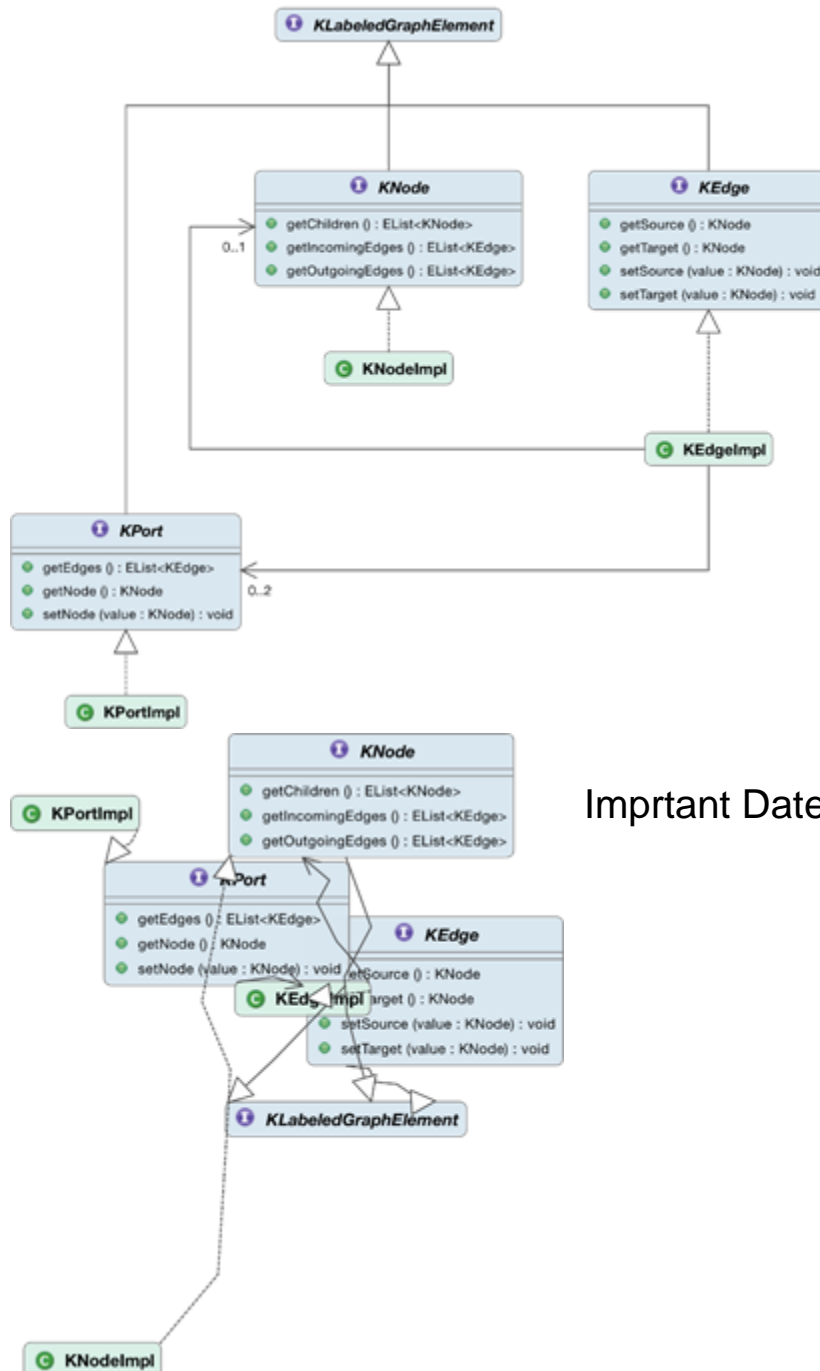 KLabeledGraphElement
KNode
getChildren () : EList<KNode>
getIncomingEdges () : EList<KEdge>
getOutgoingEdges () : EList<KEdge>
KEdge
getSource () : KNode
getTarget () : KNode
setSource (value : KNode) : void
setTarget (value : KNode) : void
0..1
KNodeImpl
KEdgeImpl
KPort
getEdges () : EList<KEdge>
getNode () : KNode
setNode (value : KNode) : void
0..2
KPortImpl
KNode
getChildren () : EList<KNode>
getIncomingEdges () : EList<KEdge>
getOutgoingEdges () : EList<KEdge>
KPortImpl
Imprtant Date
KPort
getEdges () : EList<KEdge>
getNode () : KNode
setNode (value : KNode) : void
KEdge
etSource () : KNode
arget () : KNode
setSource (value : KNode) : void
setTarget (value : KNode) : void
KEdgeImpl
KLabeledGraphElement
KNodeImpl